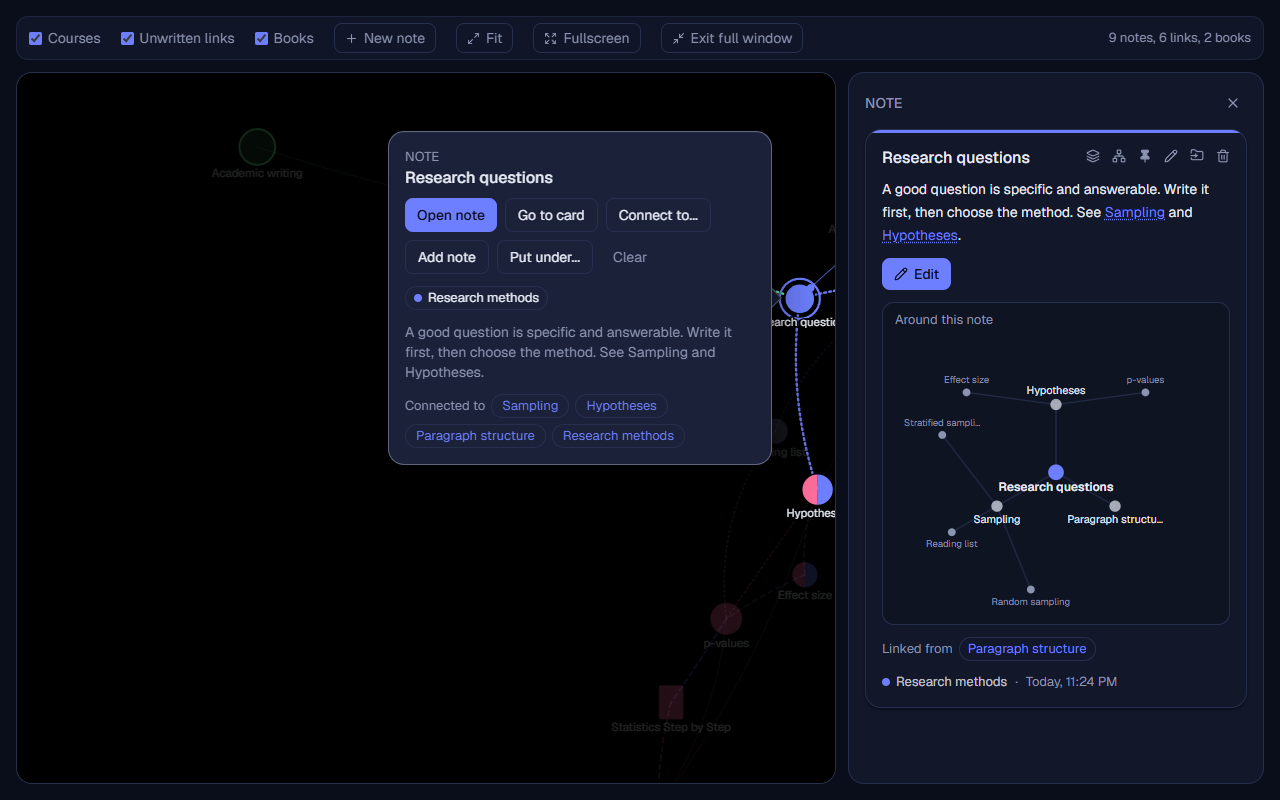 Courses
Unwritten links
Books
New note
Fit
Fullscreen
Exit full window
9 notes, 6 links, 2 books
Academic writing
NOTE
Research questions
Open note
Go to card
Connect to...
Add note
Put under...
Clear
Research methods
A good question is specific and answerable. Write it
first, then choose the method. See Sampling and
Hypotheses.
Connected to
Sampling
Hypotheses
Paragraph structure
Research methods
Effect size
p-values
Statistics Step by Step
NOTE
Research questions
A good question is specific and answerable. Write it
first, then choose the method. See Sampling and
Hypotheses.
Edit
Around this note
Effect size
Hypotheses
p-values
Stratified sampli...
Research questions
Sampling
Paragraph structu...
Reading list
Random sampling
Linked from
Paragraph structure
Research methods · Today, 11:24 PM